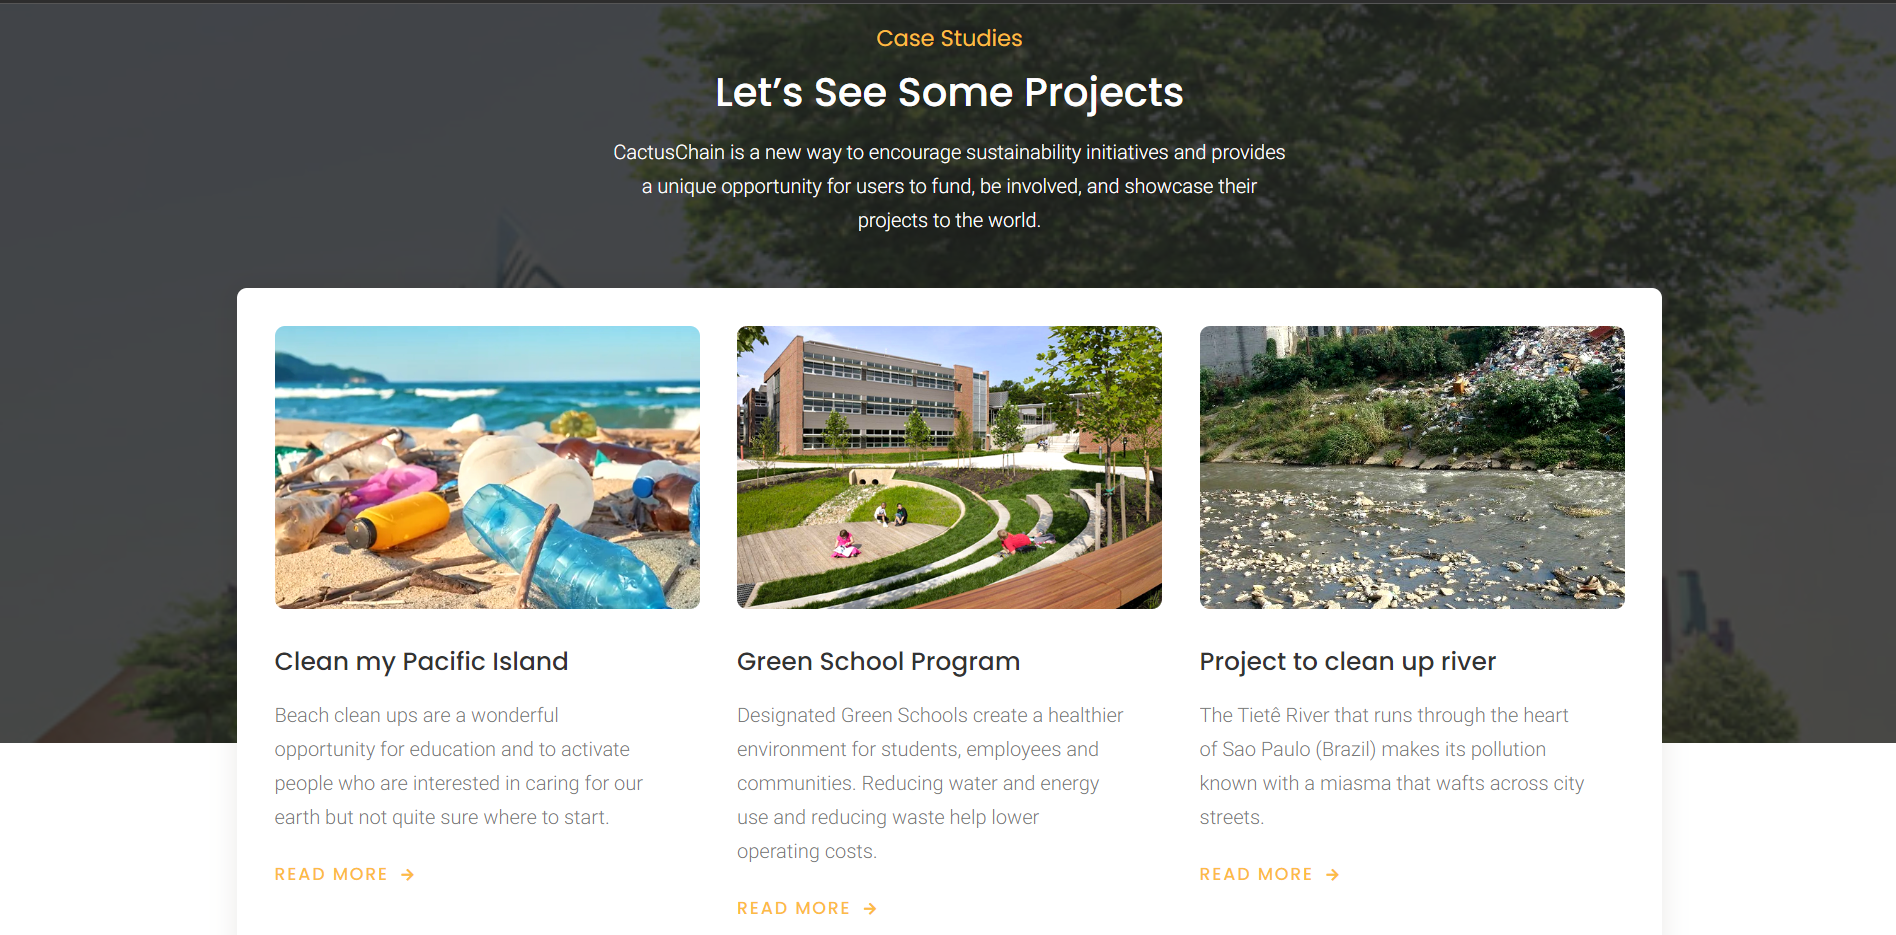 Case Studies
Let’s See Some Projects
CactusChain is a new way to encourage sustainability initiatives and provides
a unique opportunity for users to fund, be involved, and showcase their
projects to the world.
Clean my Pacific Island
Beach clean ups are a wonderful
opportunity for education and to activate
people who are interested in caring for our
earth but not quite sure where to start.
READ MORE →
Green School Program
Designated Green Schools create a healthier
environment for students, employees and
communities. Reducing water and energy
use and reducing waste help lower
operating costs.
READ MORE →
Project to clean up river
The Tietê River that runs through the heart
of Sao Paulo (Brazil) makes its pollution
known with a miasma that wafts across city
streets.
READ MORE →